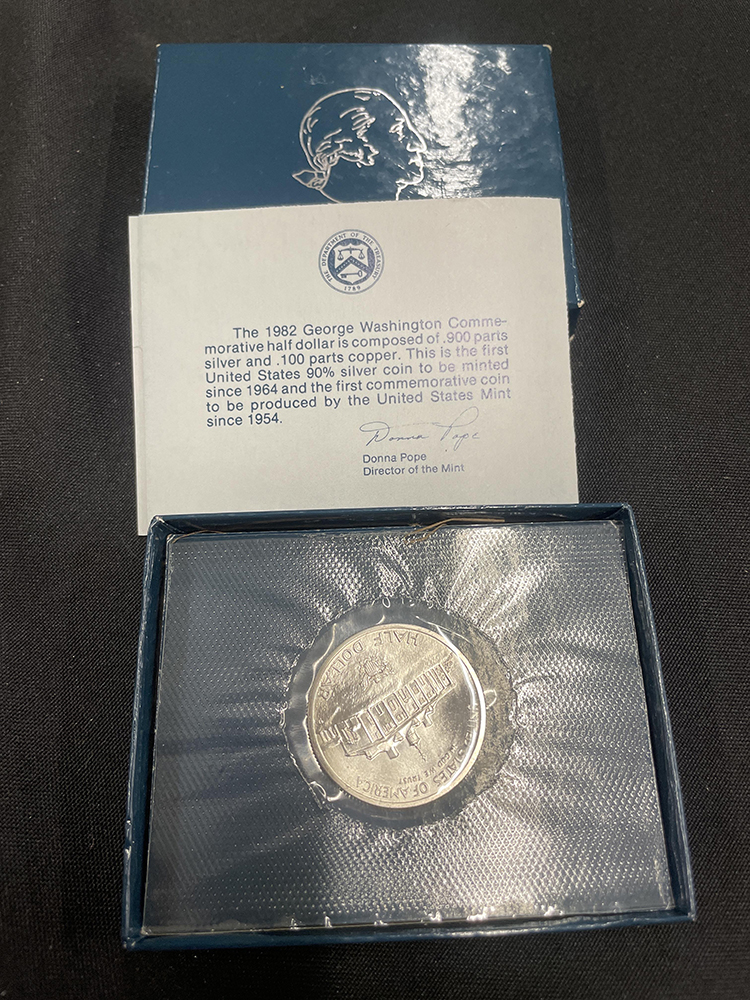 THE DEPARTMENT OF THE TREASURY
1789
The 1982 George Washington Comme-
morative half dollar is composed of .900 parts
silver and .100 parts copper. This is the first
United States 90% silver coin to be minted
since 1964 and the first commemorative coin
to be produced by the United States Mint
since 1954.
Donna Pope
Donna Pope
Director of the Mint
HALF DOLLAR
STATES OF AMERICA
TRUST